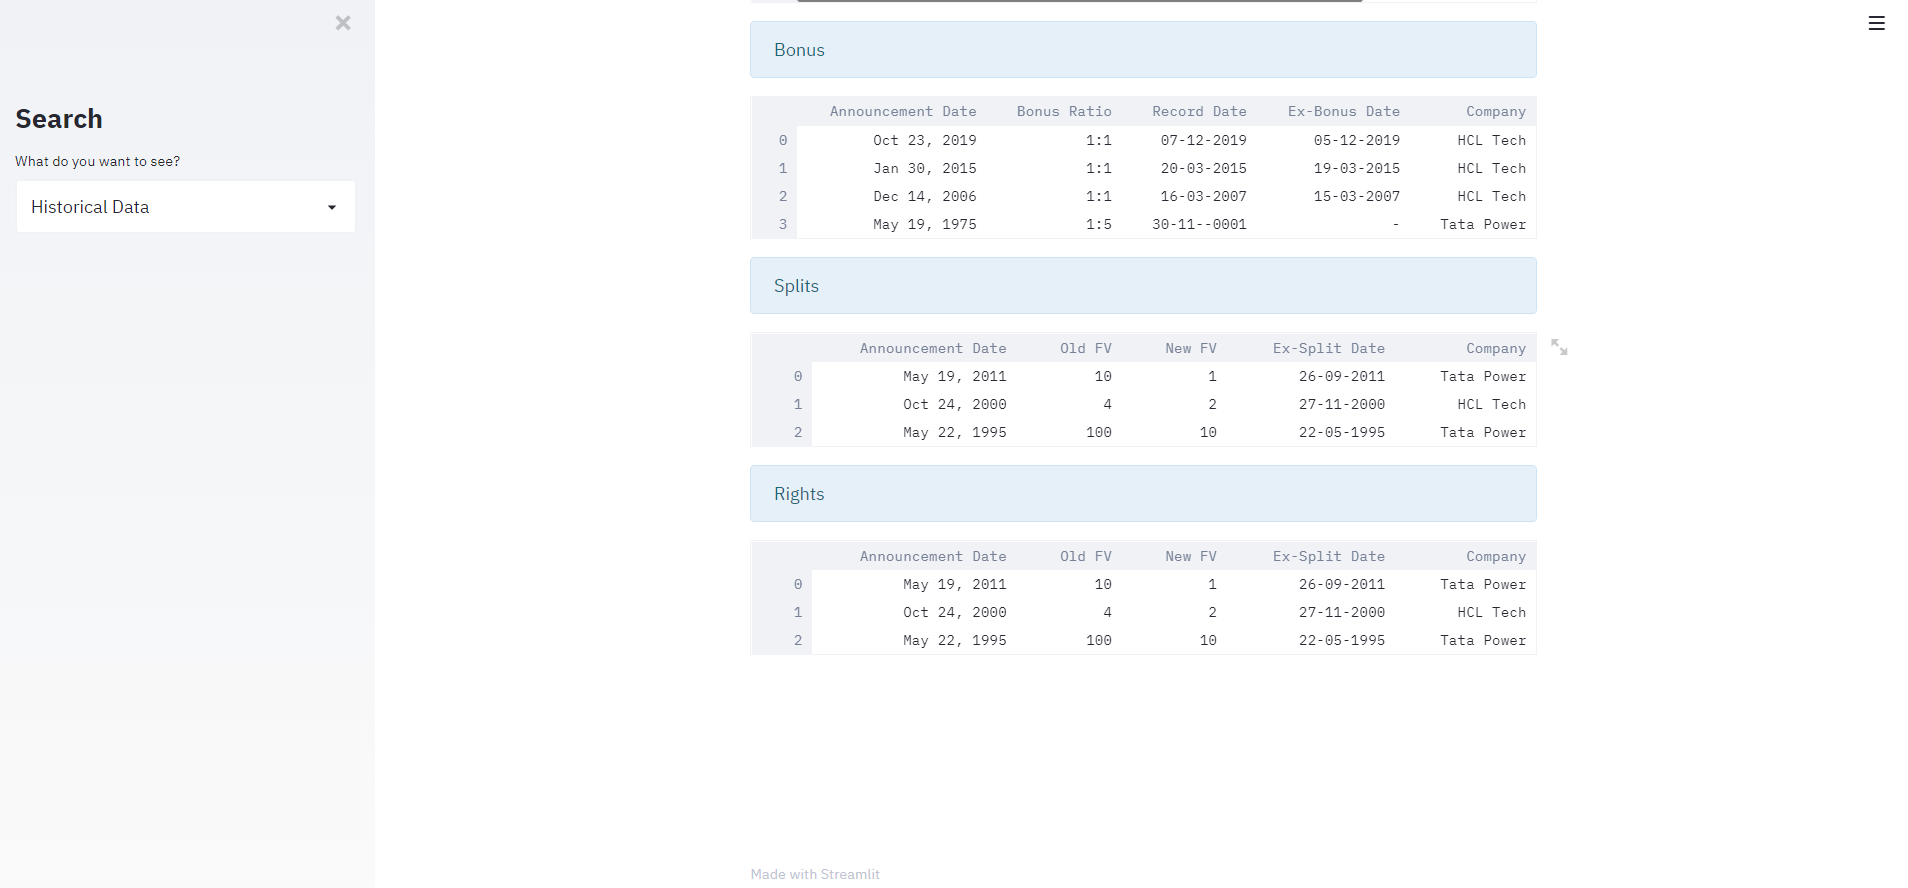 Search
What do you want to see?
Historical Data
Bonus
Announcement Date Bonus Ratio Record Date Ex-Bonus Date Company
0 Oct 23, 2019 1:1 07-12-2019 05-12-2019 HCL Tech
1 Jan 30, 2015 1:1 20-03-2015 19-03-2015 HCL Tech
2 Dec 14, 2006 1:1 16-03-2007 15-03-2007 HCL Tech
3 May 19, 1975 1:5 30-11--0001 - Tata Power
Splits
Announcement Date Old FV New FV Ex-Split Date Company
0 May 19, 2011 10 1 26-09-2011 Tata Power
1 Oct 24, 2000 4 2 27-11-2000 HCL Tech
2 May 22, 1995 100 10 22-05-1995 Tata Power
Rights
Announcement Date Old FV New FV Ex-Split Date Company
0 May 19, 2011 10 1 26-09-2011 Tata Power
1 Oct 24, 2000 4 2 27-11-2000 HCL Tech
2 May 22, 1995 100 10 22-05-1995 Tata Power
Made with Streamlit